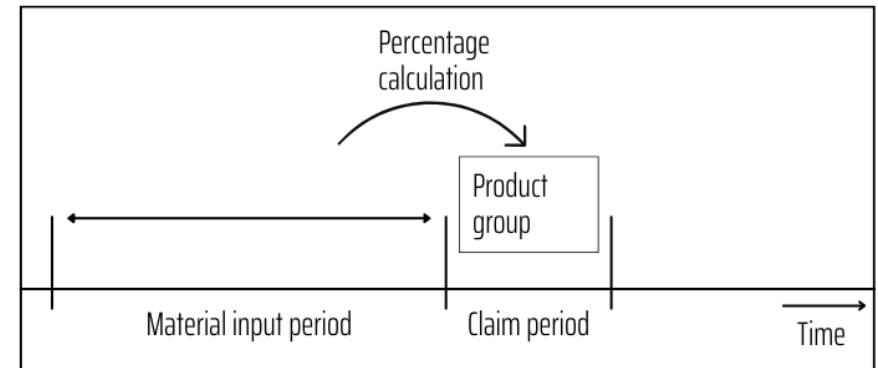 Percentage
calculation
Product
group
Material input period
Claim period
Time